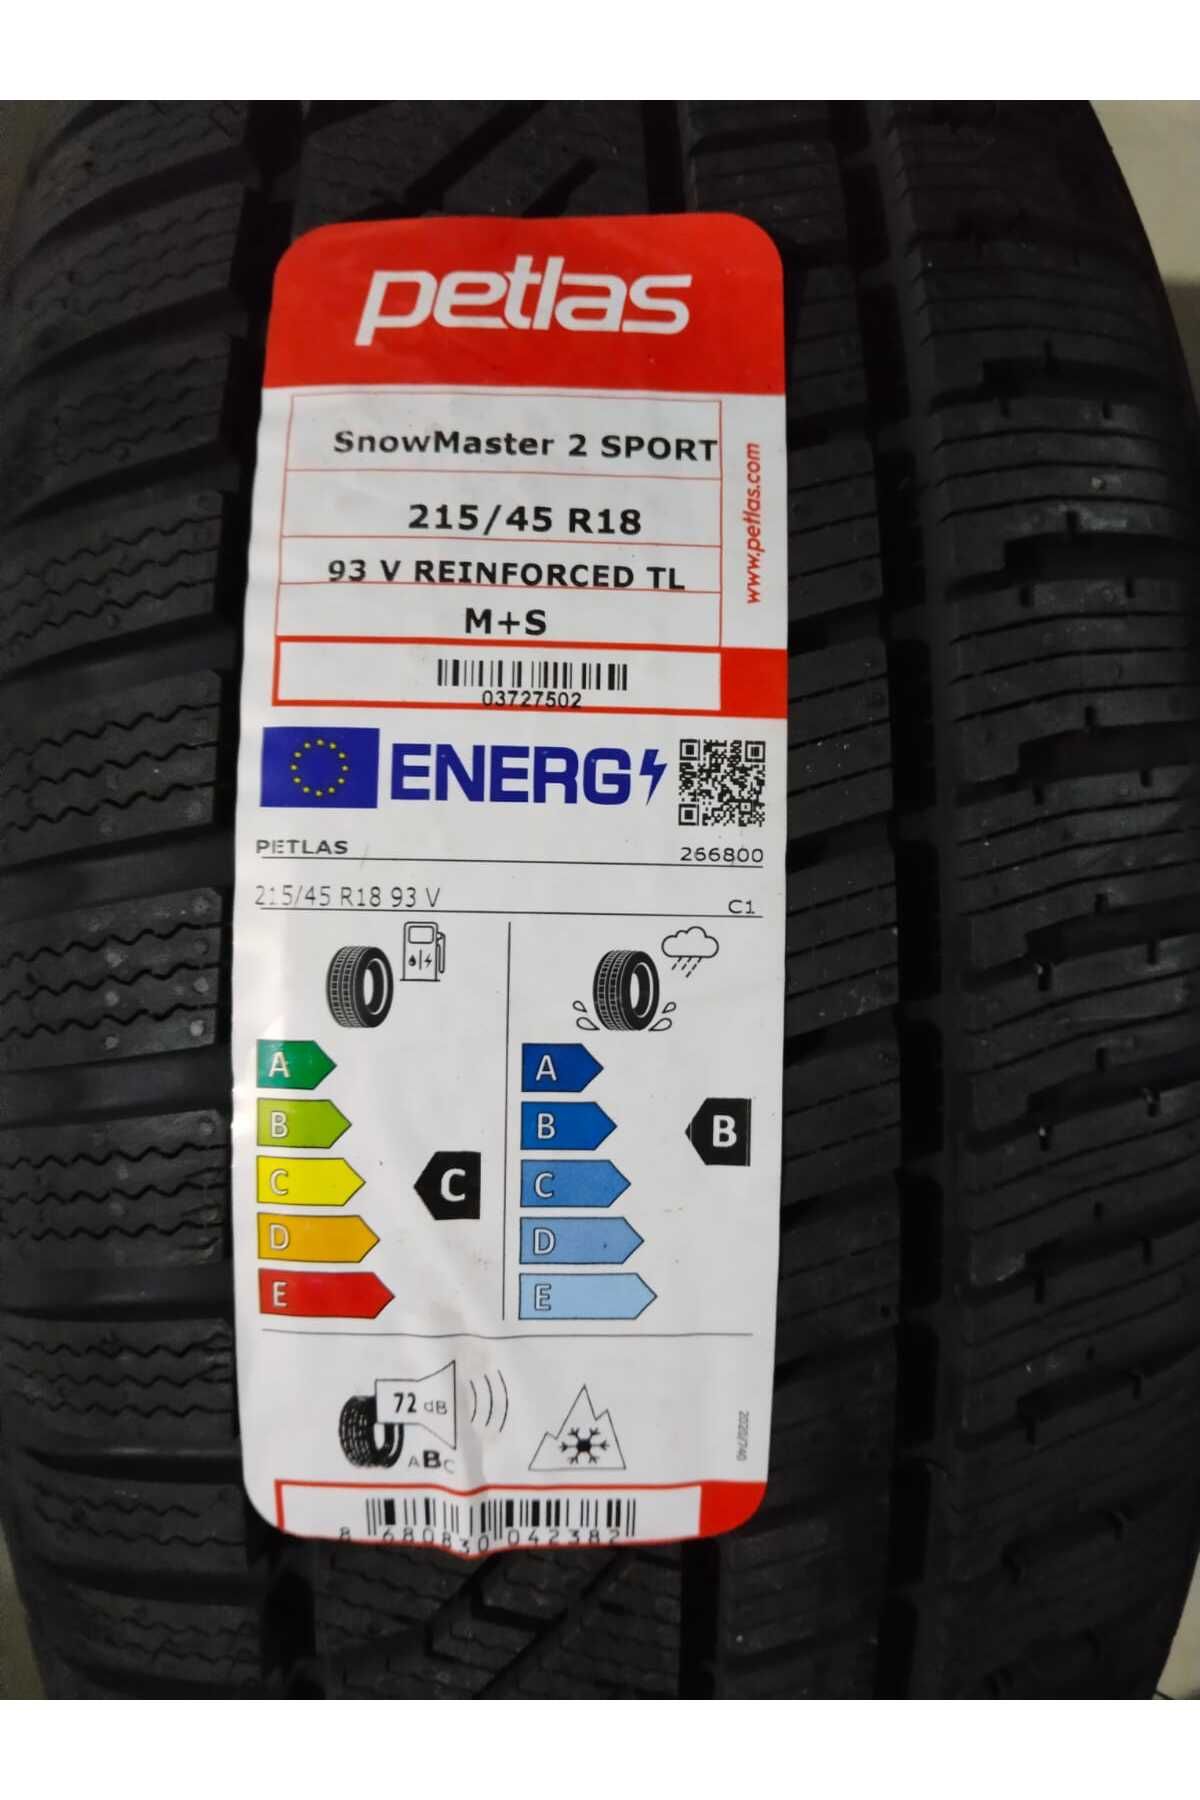 petlas
SnowMaster 2 SPORT
215/45 R18
93 V REINFORCED TL
M+S
www.petlas.com
03727502
ENERG
PETLAS 266800
215/45 R18 93 V C1
A A
B B B
C C C
D D
E E
72 dB
ABC
2020/740
8 680830 042382